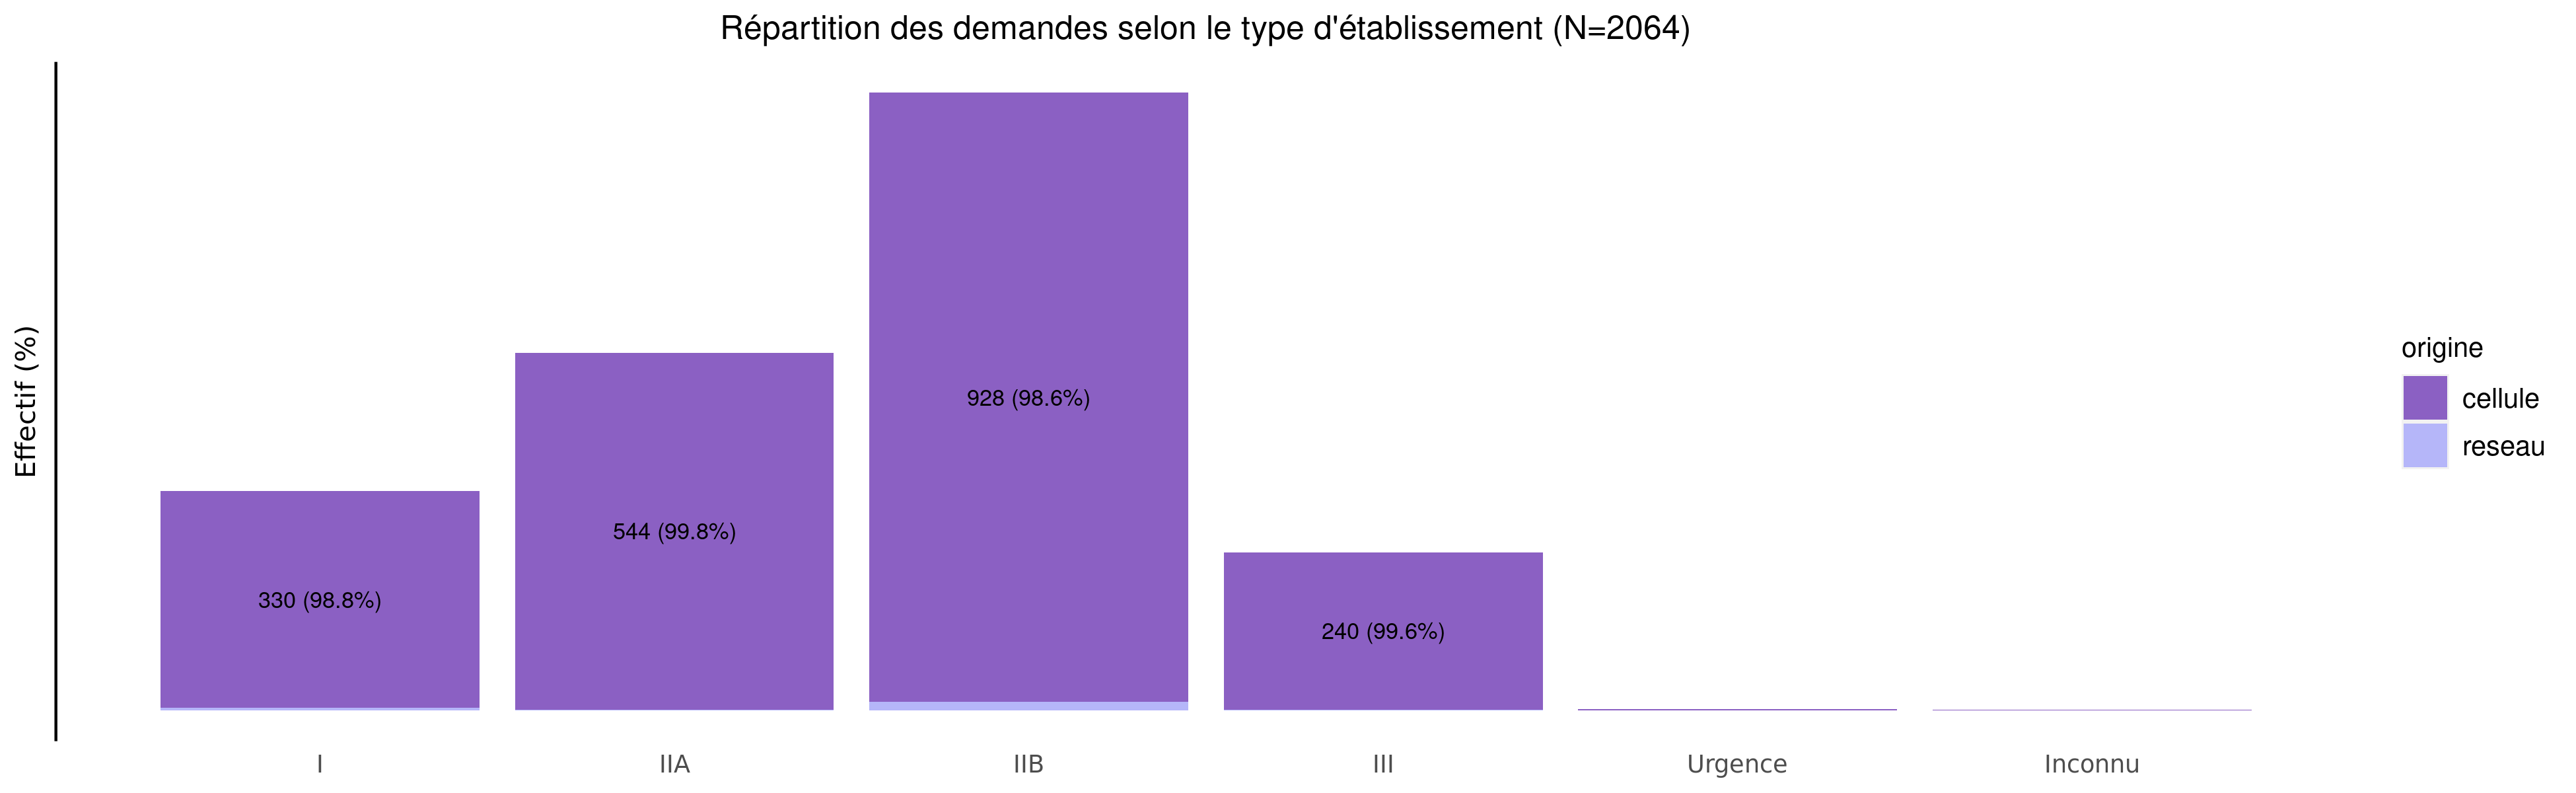 Répartition des demandes selon le type d'établissement (N=2064)
Effectif (%)
928 (98.6%)
544 (99.8%)
330 (98.8%)
240 (99.6%)
I
IIA
IIB
III
Urgence
Inconnu
origine
cellule
reseau